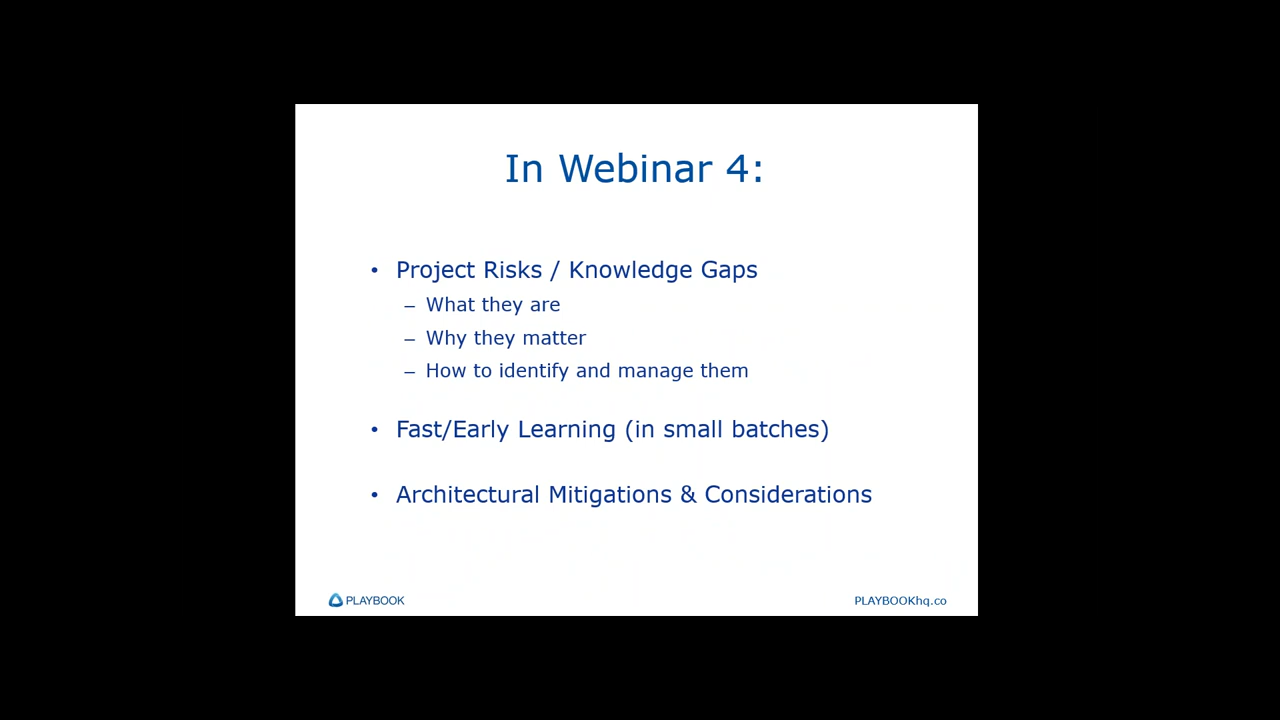 In Webinar 4:
• Project Risks / Knowledge Gaps
– What they are
– Why they matter
– How to identify and manage them
• Fast/Early Learning (in small batches)
• Architectural Mitigations & Considerations
PLAYBOOK
PLAYBOOKhq.co